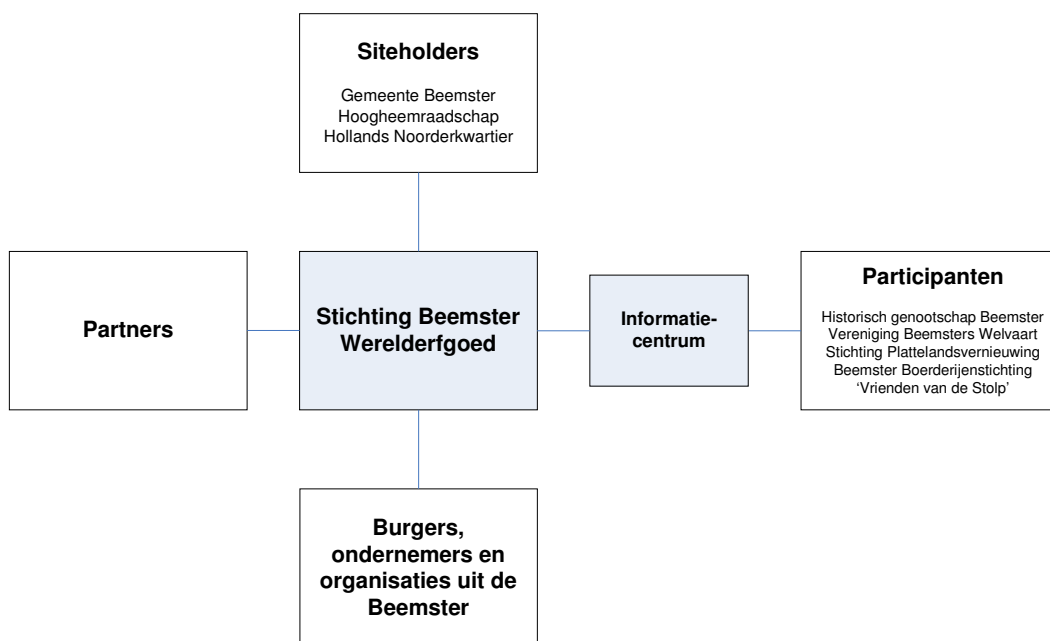 Siteholders
Gemeente Beemster
Hoogheemraadschap
Hollands Noorderkwartier
Partners
Stichting Beemster
Werelderfgoed
Informatie-
centrum
Participanten
Historisch genootschap Beemster
Vereniging Beemsters Welvaart
Stichting Plattelandsvernieuwing
Beemster Boerderijenstichting
‘Vrienden van de Stolp’
Burgers,
ondernemers en
organisaties uit de
Beemster